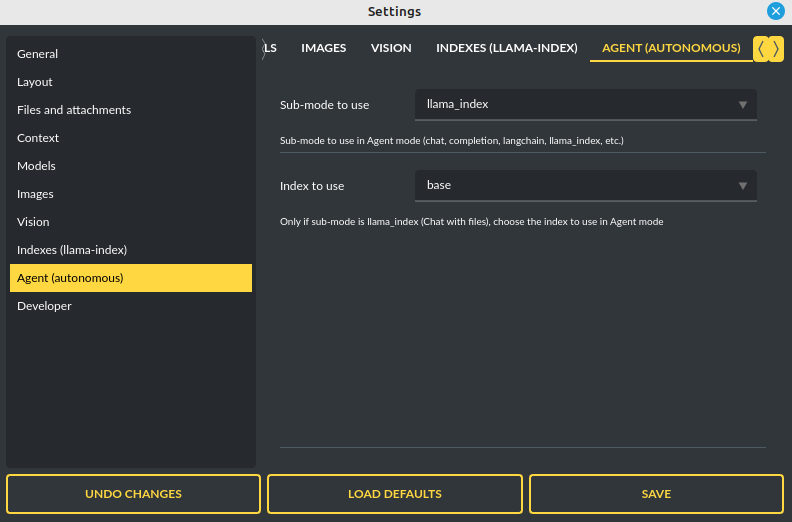 Settings
General
Layout
Files and attachments
Context
Models
Images
Vision
Indexes (llama-index)
Agent (autonomous)
Developer
LS IMAGES VISION INDEXES (LLAMA-INDEX) AGENT (AUTONOMOUS)
Sub-mode to use llama_index
Sub-mode to use in Agent mode (chat, completion, langchain, llama_index, etc.)
Index to use base
Only if sub-mode is llama_index (Chat with files), choose the index to use in Agent mode
UNDO CHANGES LOAD DEFAULTS SAVE